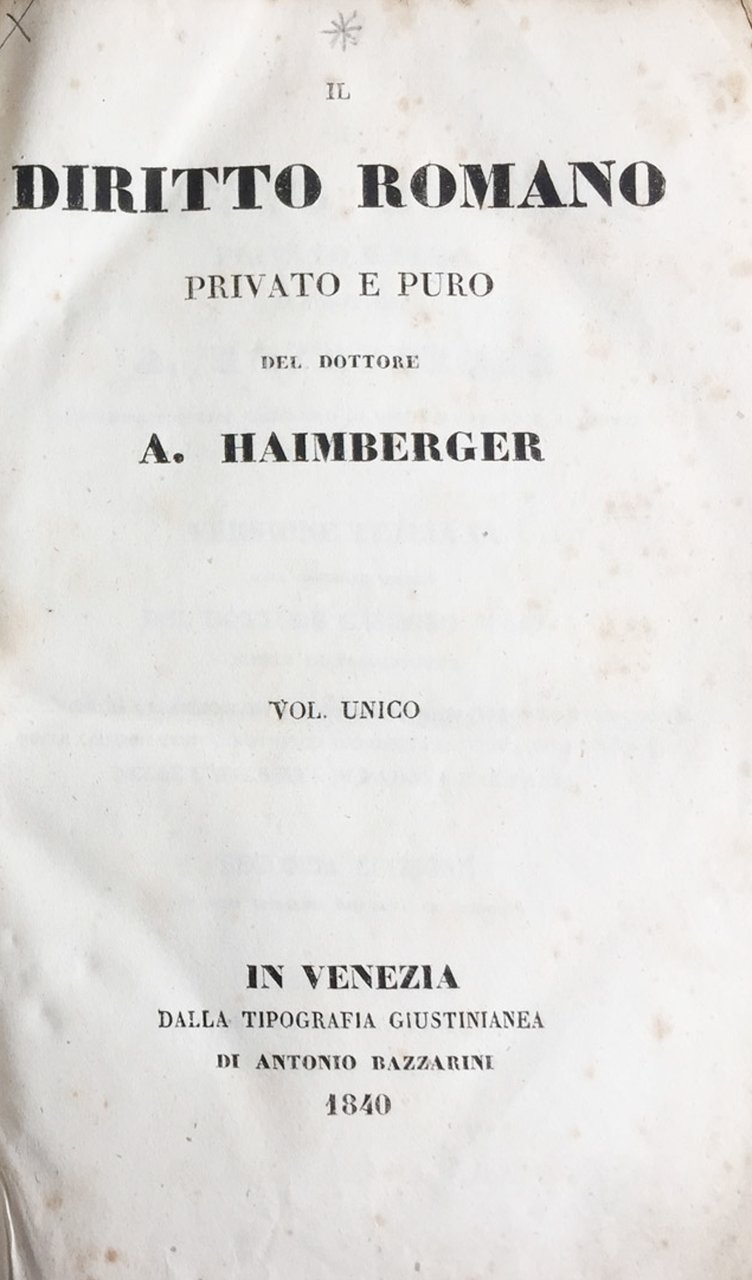 IL
DIRITTO ROMANO
PRIVATO E PURO
DEL DOTTORE
A. HAIMBERGER
VOL. UNICO
IN VENEZIA
DALLA TIPOGRAFIA GIUSTINIANEA
DI ANTONIO BAZZARINI
1840